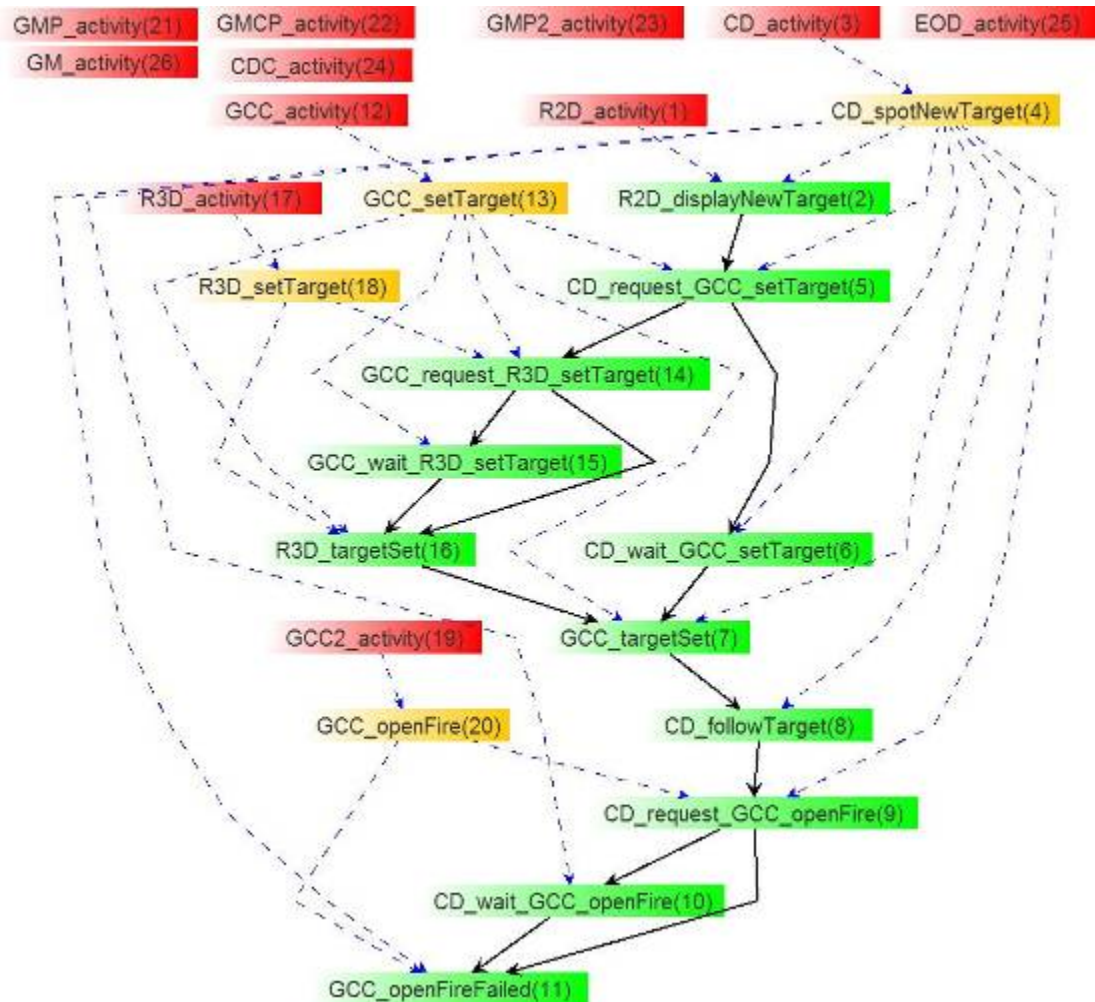 GMP_activity(21)
GMCP_activity(22)
GMP2_activity(23)
CD_activity(3)
EOD_activity(25)
GM_activity(26)
CDC_activity(24)
GCC_activity(12)
R2D_activity(1)
CD_spotNewTarget(4)
R3D_activity(17)
GCC_setTarget(13)
R2D_displayNewTarget(2)
R3D_setTarget(18)
CD_request_GCC_setTarget(5)
GCC_request_R3D_setTarget(14)
GCC_wait_R3D_setTarget(15)
R3D_targetSet(16)
CD_wait_GCC_setTarget(6)
GCC2_activity(19)
GCC_targetSet(7)
GCC_openFire(20)
CD_followTarget(8)
CD_request_GCC_openFire(9)
CD_wait_GCC_openFire(10)
GCC_openFireFailed(11)